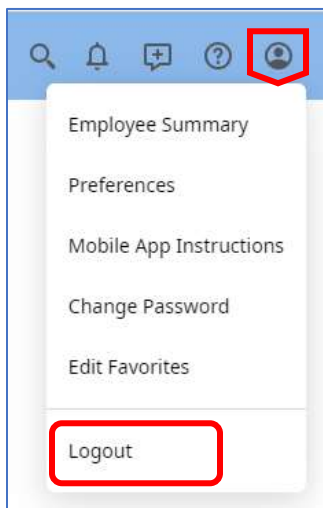 Employee Summary
Preferences
Mobile App Instructions
Change Password
Edit Favorites
Logout